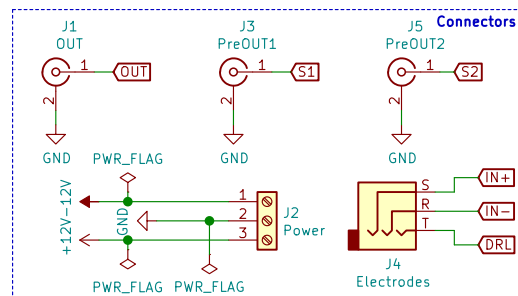 Connectors
J1
OUT
1
OUT
2
GND
J3
PreOUT1
1
S1
2
GND
J5
PreOUT2
1
S2
2
GND
PWR_FLAG
-12V
+12V
GND
1
2
3
J2
Power
PWR_FLAG
PWR_FLAG
S
R
T
IN+
IN-
DRL
J4
Electrodes